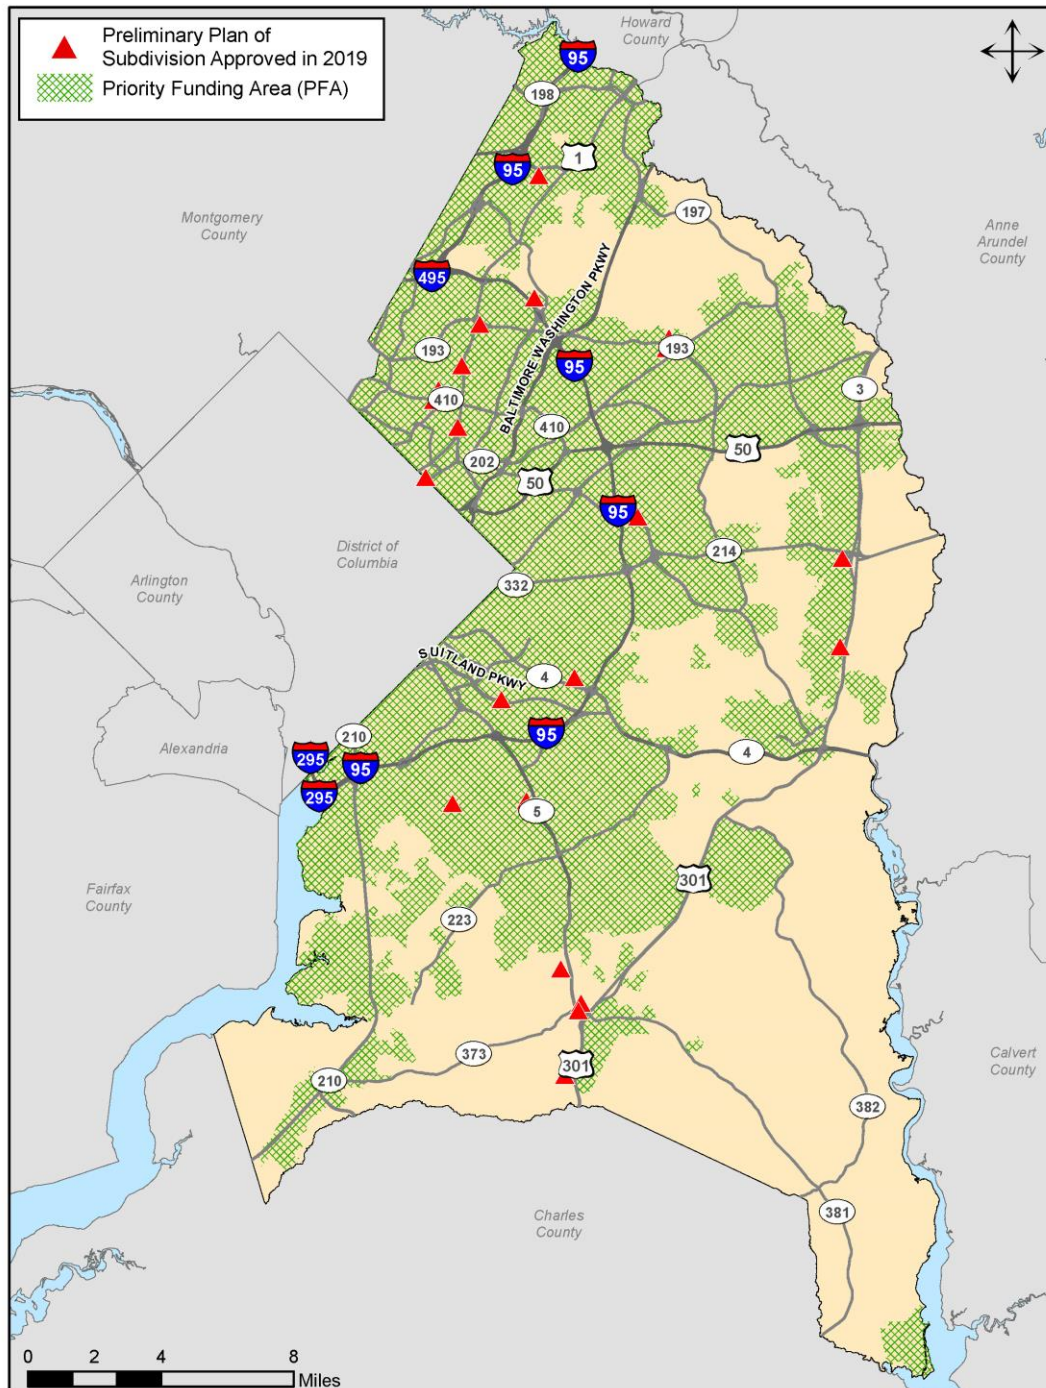 Preliminary Plan of
Subdivision Approved in 2019
Priority Funding Area (PFA)
Howard
County
95
198
1
95
197
Montgomery
County
Anne
Arundel
County
495
BALTIMORE WASHINGTON PKWY
193
193
95
3
410
410
50
202
50
95
District of
Columbia
214
Arlington
County
332
SUITLAND PKWY
4
210
95
4
Alexandria
295
95
295
5
Fairfax
County
301
223
373
301
210
Calvert
County
382
381
Charles
County
0 2 4 8
Miles